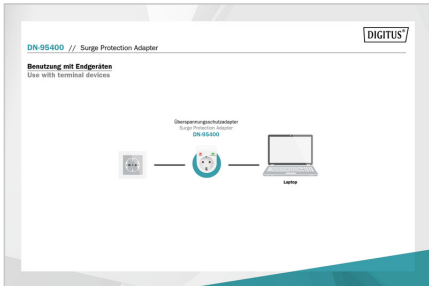 DIGITUS®
DN-95400 // Surge Protection Adapter
Benutzung mit Endgeräten
Use with terminal devices
Überspannungsschutzadapter
Surge Protection Adapter
DN-95400
Laptop